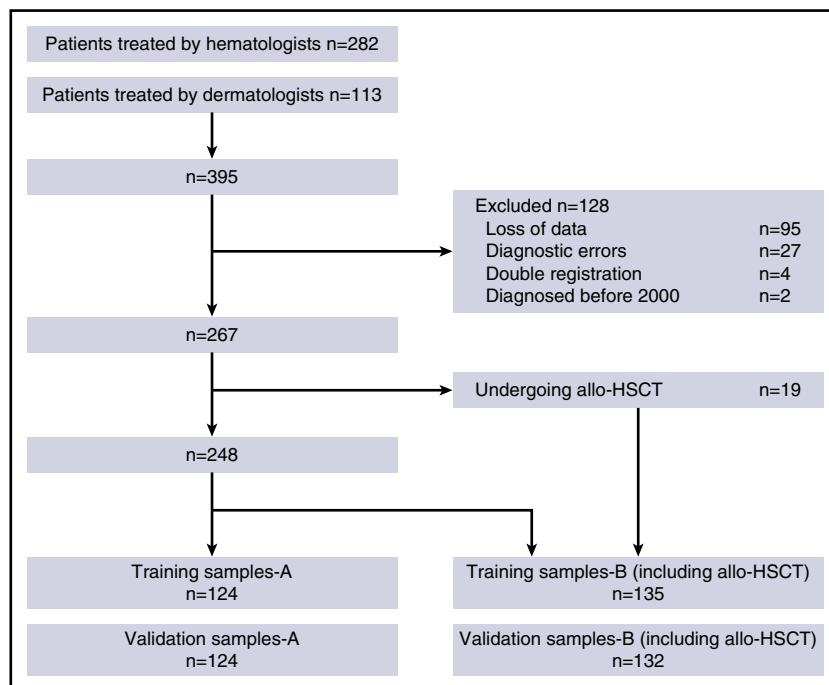 Patients treated by hematologists n=282
Patients treated by dermatologists n=113
n=395
Excluded n=128
Loss of data n=95
Diagnostic errors n=27
Double registration n=4
Diagnosed before 2000 n=2
n=267
Undergoing allo-HSCT n=19
n=248
Training samples-A
n=124
Training samples-B (including allo-HSCT)
n=135
Validation samples-A
n=124
Validation samples-B (including allo-HSCT)
n=132